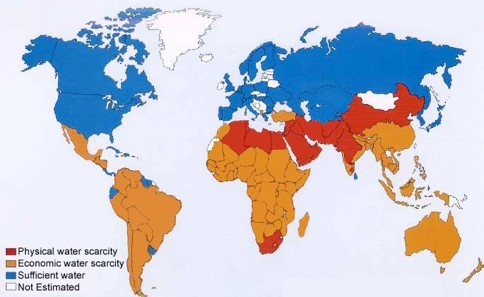 Physical water scarcity
Economic water scarcity
Sufficient water
Not Estimated